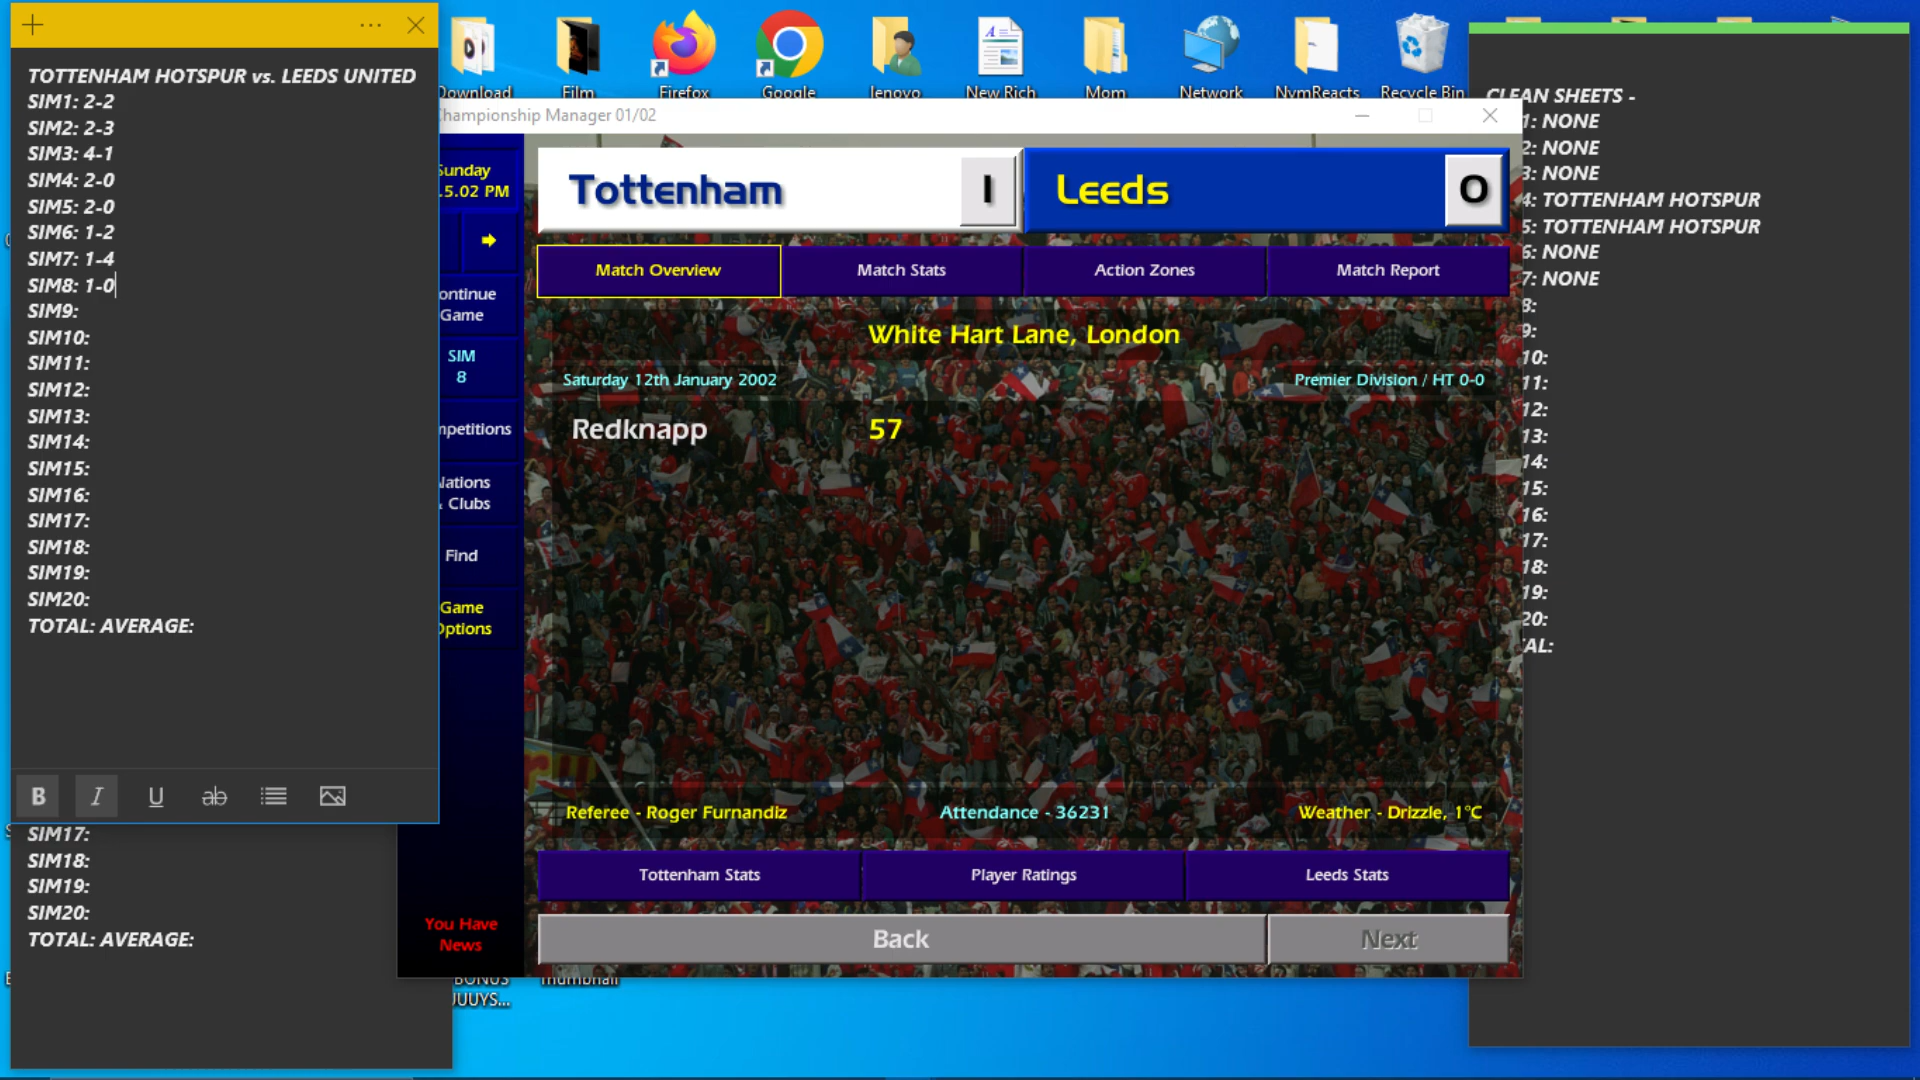 TOTTENHAM HOTSPUR vs. LEEDS UNITED
SIM1: 2-2
SIM2: 2-3
SIM3: 4-1
SIM4: 2-0
SIM5: 2-0
SIM6: 1-2
SIM7: 1-4
SIM8: 1-0
SIM9:
SIM10:
SIM11:
SIM12:
SIM13:
SIM14:
SIM15:
SIM16:
SIM17:
SIM18:
SIM19:
SIM20:
TOTAL: AVERAGE:
B I U ab
SIM17:
SIM18:
SIM19:
SIM20:
TOTAL: AVERAGE:
Download Film Firefox Google lenovo New Rich Mom Network NymReacts Recycle Bin
Championship Manager 01/02
Sunday
.5.02 PM
ontinue
Game
SIM
8
mpetitions
Nations
& Clubs
Find
Game
Options
You Have
News
Tottenham 1 Leeds 0
Match Overview Match Stats Action Zones Match Report
White Hart Lane, London
Saturday 12th January 2002 Premier Division / HT 0-0
Redknapp 57
Referee - Roger Furnandiz Attendance - 36231 Weather - Drizzle, 1°C
Tottenham Stats Player Ratings Leeds Stats
Back Next
BONUS
UUUYS...
Thumbnail
CLEAN SHEETS -
1: NONE
2: NONE
3: NONE
4: TOTTENHAM HOTSPUR
5: TOTTENHAM HOTSPUR
6: NONE
7: NONE
8:
9:
10:
11:
12:
13:
14:
15:
16:
17:
18:
19:
20:
TAL: